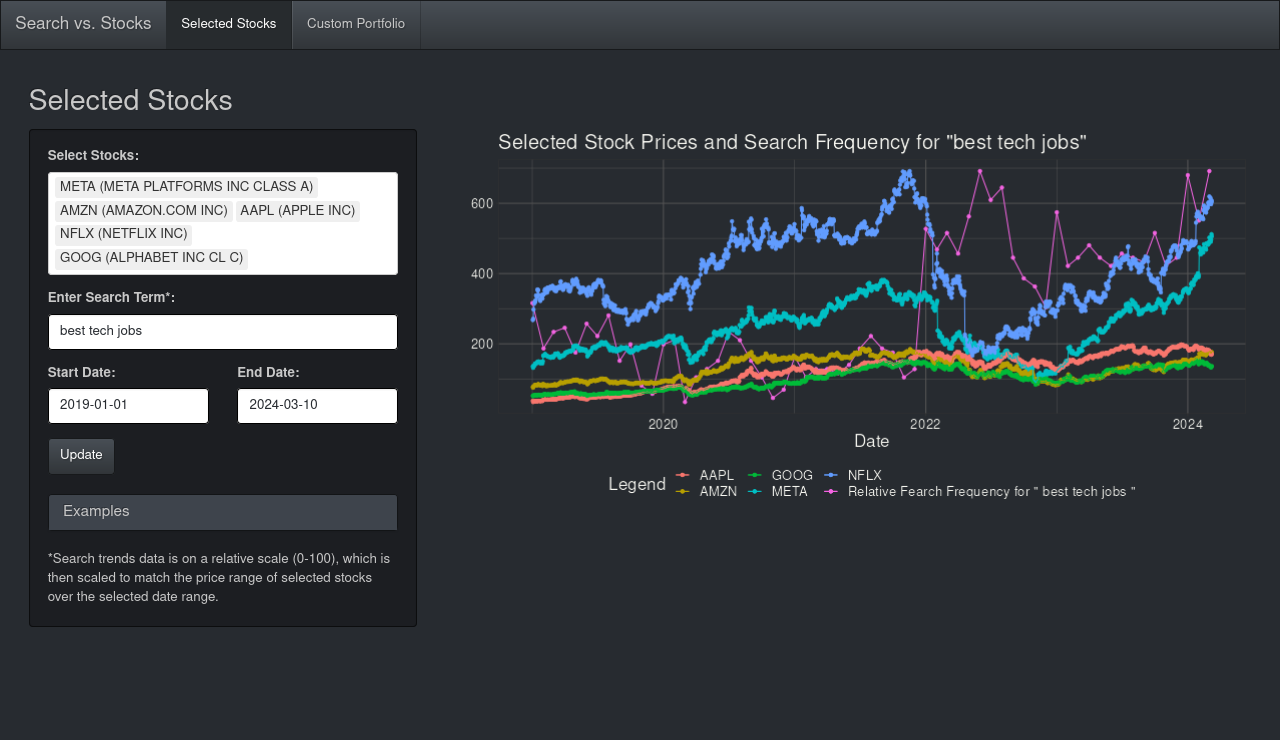 Search vs. Stocks Selected Stocks Custom Portfolio
Selected Stocks
Select Stocks:
META (META PLATFORMS INC CLASS A)
AMZN (AMAZON.COM INC) AAPL (APPLE INC)
NFLX (NETFLIX INC)
GOOG (ALPHABET INC CL C)
Enter Search Term*:
best tech jobs
Start Date: End Date:
2019-01-01 2024-03-10
Update
Examples
*Search trends data is on a relative scale (0-100), which is
then scaled to match the price range of selected stocks
over the selected date range.
Selected Stock Prices and Search Frequency for "best tech jobs"
600
400
200
2020 2022 2024
Date
Legend
AAPL GOOG NFLX
AMZN META Relative Fearch Frequency for " best tech jobs "